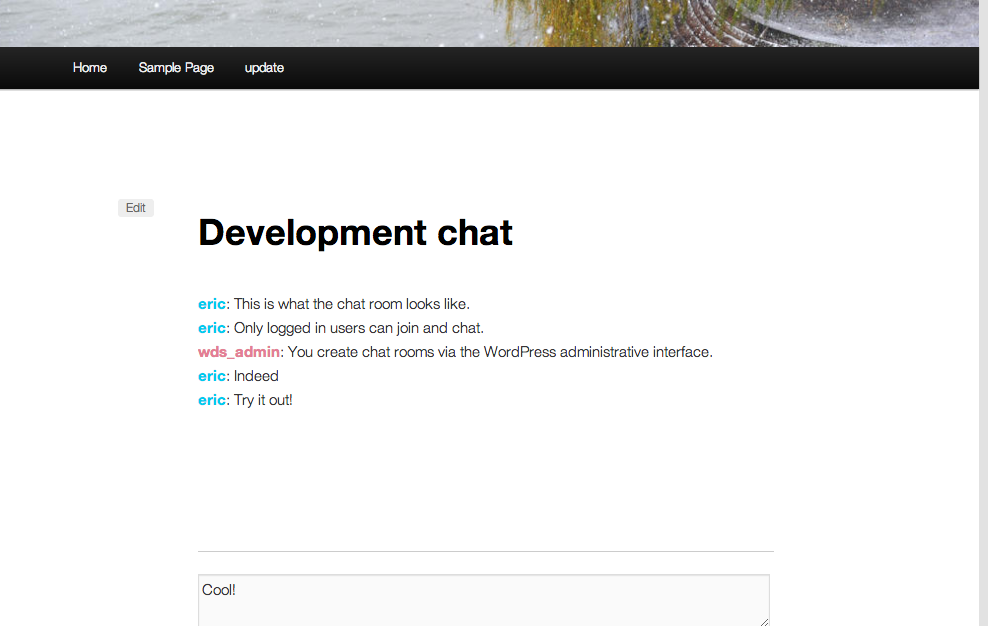 Home Sample Page update
Edit
Development chat
eric: This is what the chat room looks like.
eric: Only logged in users can join and chat.
wds_admin: You create chat rooms via the WordPress administrative interface.
eric: Indeed
eric: Try it out!
Cool!